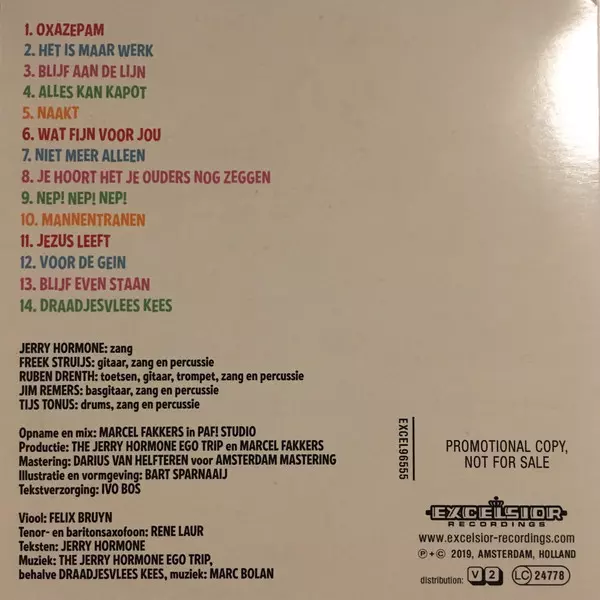 1. OXAZEPAM
2. HET IS MAAR WERK
3. BLIJF AAN DE LIJN
4. ALLES KAN KAPOT
5. NAAKT
6. WAT FIJN VOOR JOU
7. NIET MEER ALLEEN
8. JE HOORT HET JE OUDERS NOG ZEGGEN
9. NEP! NEP! NEP!
10. MANNENTRANEN
11. JEZUS LEEFT
12. VOOR DE GEIN
13. BLIJF EVEN STAAN
14. DRAADJESVLEES KEES
JERRY HORMONE: zang
FREEK STRUIJS: gitaar, zang en percussie
RUBEN DRENTH: toetsen, gitaar, trompet, zang en percussie
JIM REMERS: basgitaar, zang en percussie
TIJS TONUS: drums, zang en percussie
Opname en mix: MARCEL FAKKERS in PAF! STUDIO
Productie: THE JERRY HORMONE EGO TRIP en MARCEL FAKKERS
Mastering: DARIUS VAN HELFTEREN voor AMSTERDAM MASTERING
Illustratie en vormgeving: BART SPARNAAIJ
Tekstverzorging: IVO BOS
Viool: FELIX BRUYN
Tenor- en baritonsaxofoon: RENE LAUR
Teksten: JERRY HORMONE
Muziek: THE JERRY HORMONE EGO TRIP,
behalve DRAADJESVLEES KEES, muziek: MARC BOLAN
EXCEL96555
PROMOTIONAL COPY,
NOT FOR SALE
EXCELSIOR
RECORDINGS
www.excelsior-recordings.com
℗+© 2019, AMSTERDAM, HOLLAND
distribution: V2 LC 24778